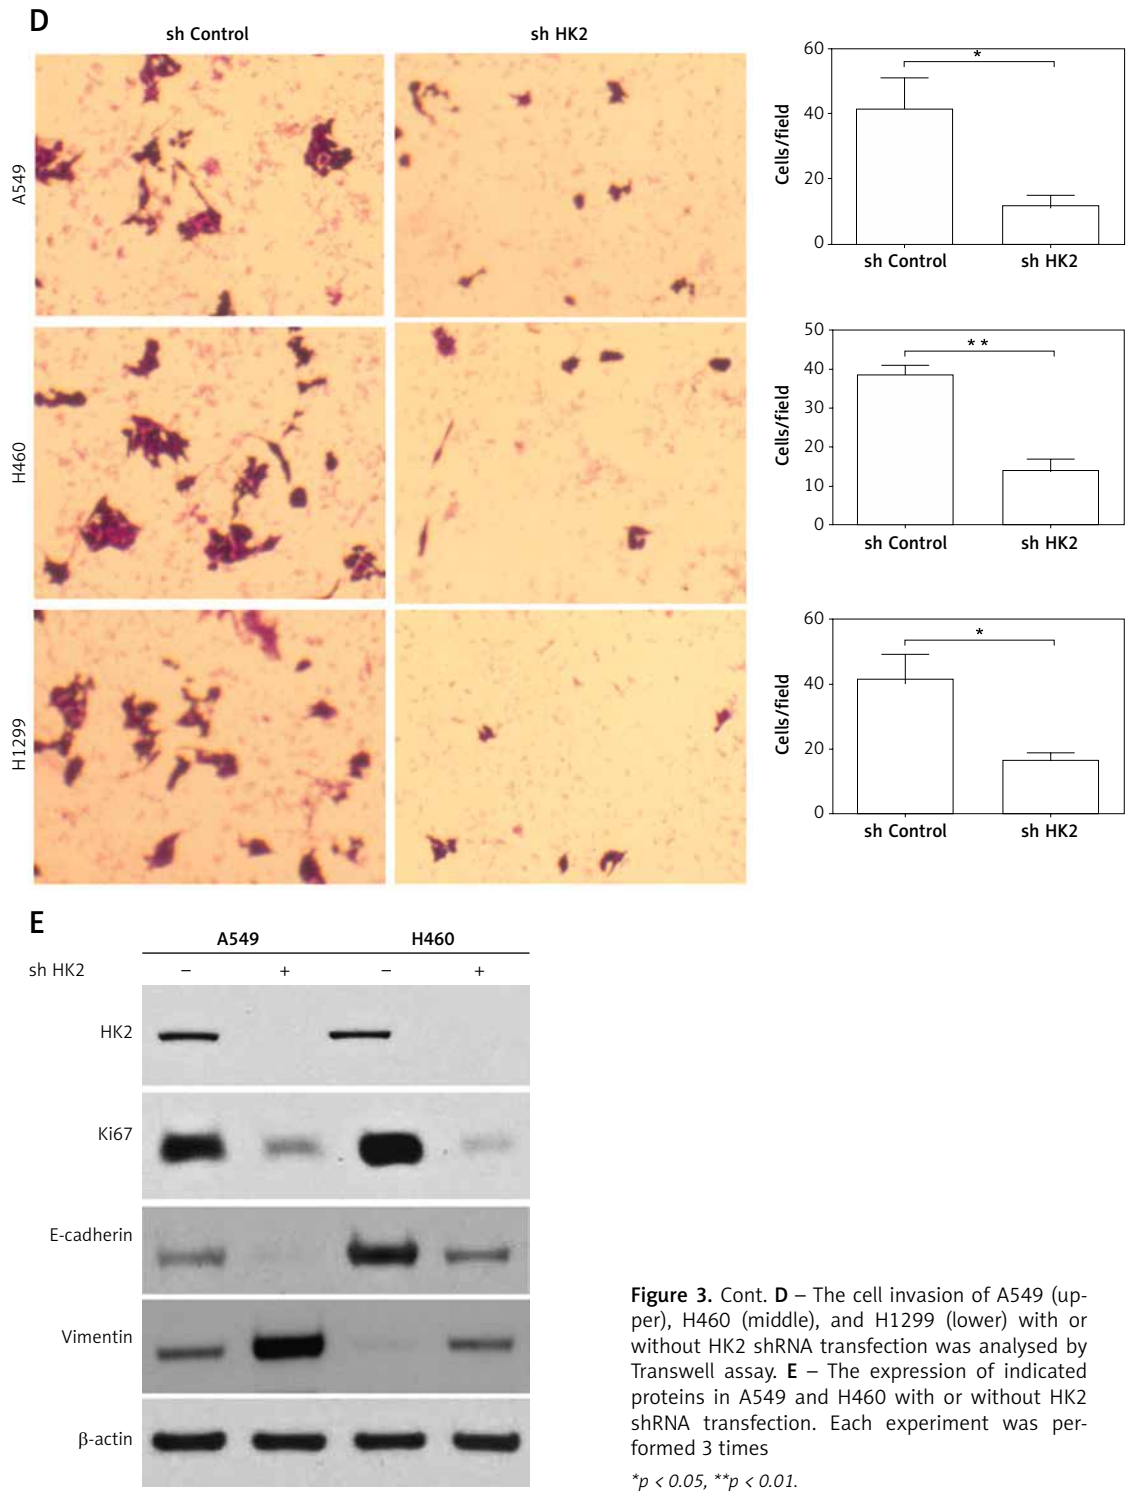 D
sh Control
sh HK2
A549
H460
H1299
60
40
20
0
Cells/field
*
sh Control
sh HK2
50
40
30
20
10
0
Cells/field
* *
sh Control
sh HK2
60
40
20
0
Cells/field
*
sh Control
sh HK2
E
A549
H460
sh HK2
– + – +
HK2
Ki67
E-cadherin
Vimentin
β-actin
Figure 3. Cont. D – The cell invasion of A549 (up-
per), H460 (middle), and H1299 (lower) with or
without HK2 shRNA transfection was analysed by
Transwell assay. E – The expression of indicated
proteins in A549 and H460 with or without HK2
shRNA transfection. Each experiment was per-
formed 3 times
*p < 0.05, **p < 0.01.